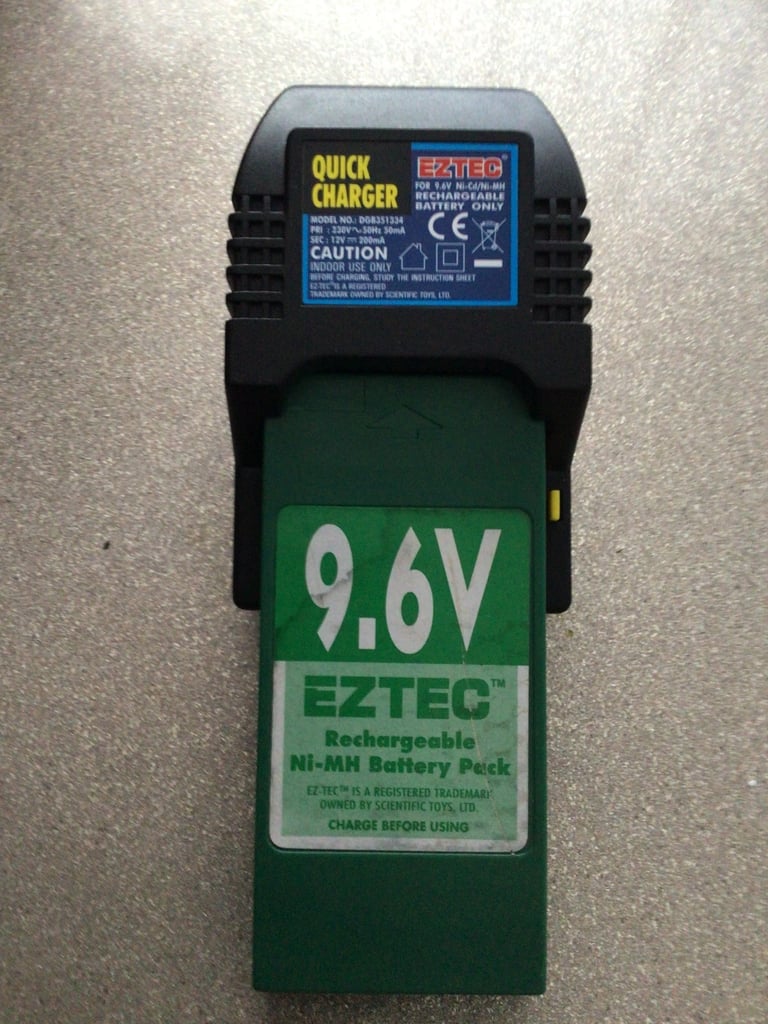 QUICK
CHARGER
EZTEC®
FOR 9.6V Ni-Cd/Ni-MH
RECHARGEABLE
BATTERY ONLY
MODEL NO.: DGB351334
PRI : 230V~50Hz 50mA
SEC : 12V⎓200mA
CE
CAUTION
INDOOR USE ONLY
BEFORE CHARGING, STUDY THE INSTRUCTION SHEET
EZ-TEC® IS A REGISTERED
TRADEMARK OWNED BY SCIENTIFIC TOYS, LTD.
9.6V
EZTEC™
Rechargeable
Ni-MH Battery Pack
EZ-TEC™ IS A REGISTERED TRADEMARK
OWNED BY SCIENTIFIC TOYS, LTD.
CHARGE BEFORE USING